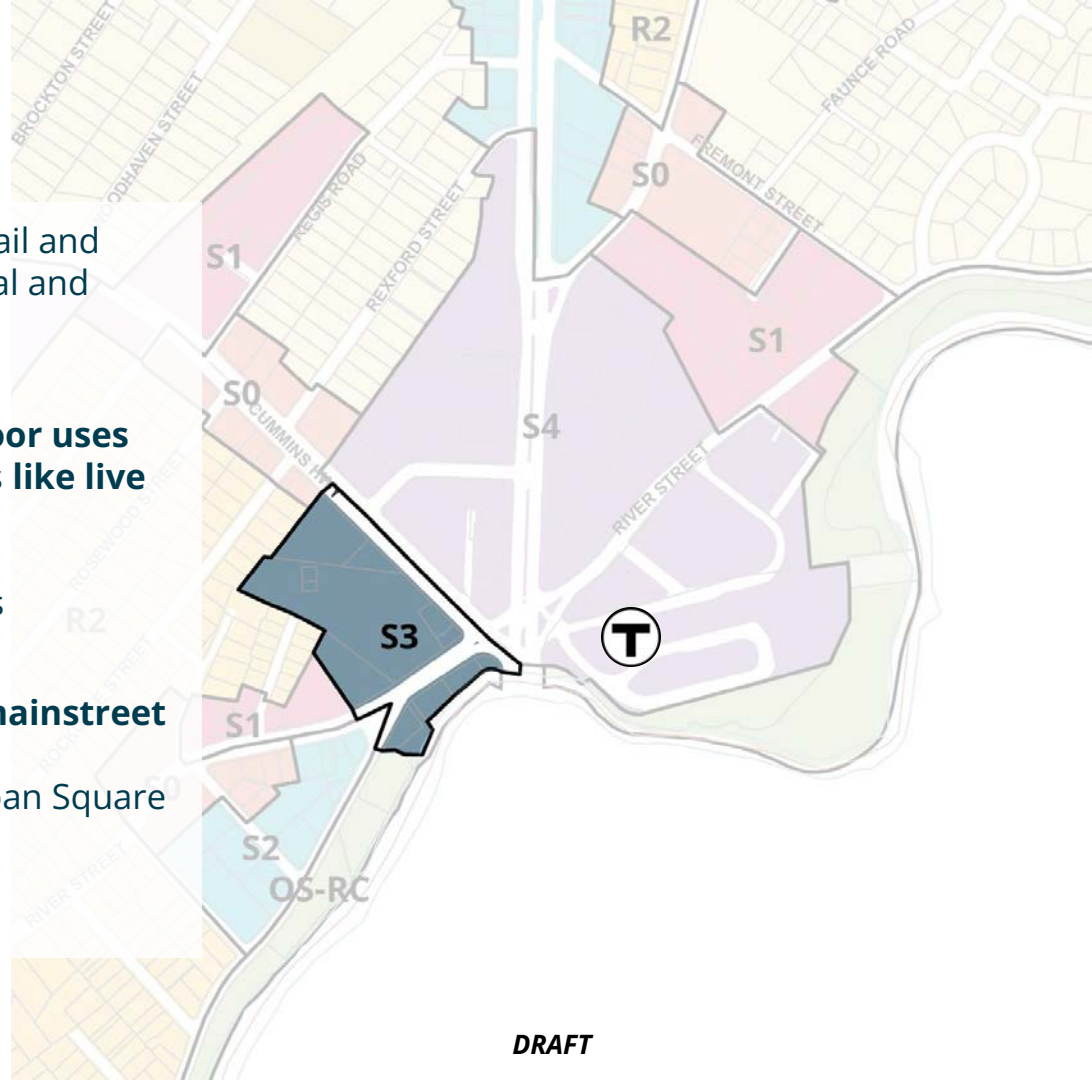 R2
BROCKTON STREET
WOODHAVEN STREET
FAUNCE ROAD
FREMONT STREET
S0
REGIS ROAD
REXFORD STREET
S1
ail and
al and
S1
S0
CUMMINS
S4
oor uses
s like live
RIVER STREET
ROSEWOOD STREET
s
R2
S3
T
mainstreet
S1
S0
oan Square
S2
OS-RC
RIVER STREET
DRAFT